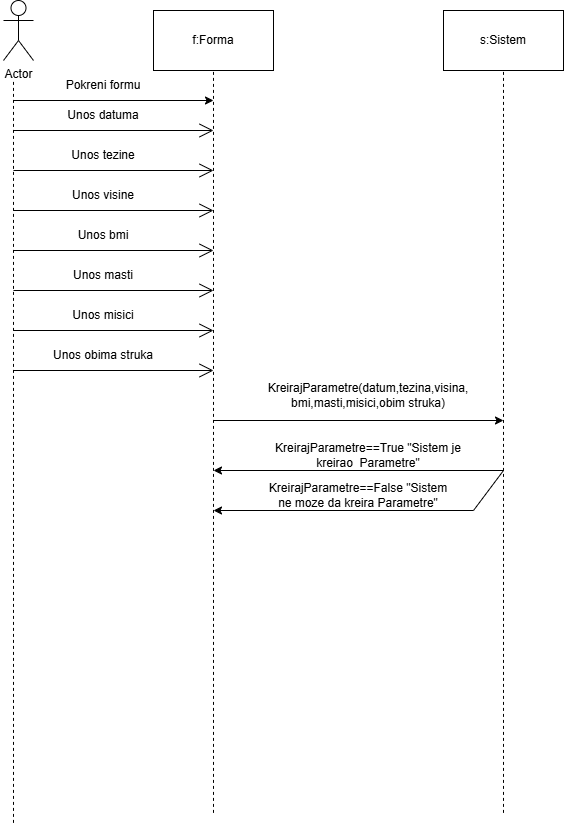 f:Forma
s:Sistem
Actor
Pokreni formu
Unos datuma
Unos tezine
Unos visine
Unos bmi
Unos masti
Unos misici
Unos obima struka
KreirajParametre(datum,tezina,visina,
bmi,masti,misici,obim struka)
KreirajParametre==True "Sistem je
kreirao Parametre"
KreirajParametre==False "Sistem
ne moze da kreira Parametre"